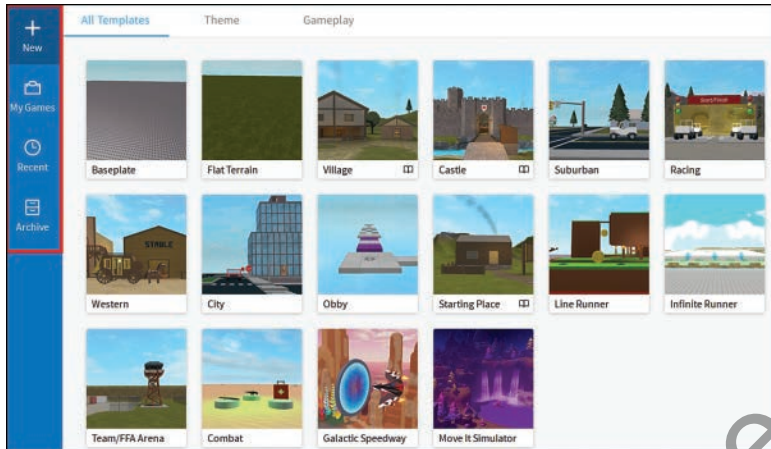 All Templates Theme Gameplay
New
My Games
Recent
Archive
Baseplate Flat Terrain Village Castle Suburban Racing
STABLE
Western City Obby Starting Place Line Runner Infinite Runner
Team/FFA Arena Combat Galactic Speedway Move It Simulator